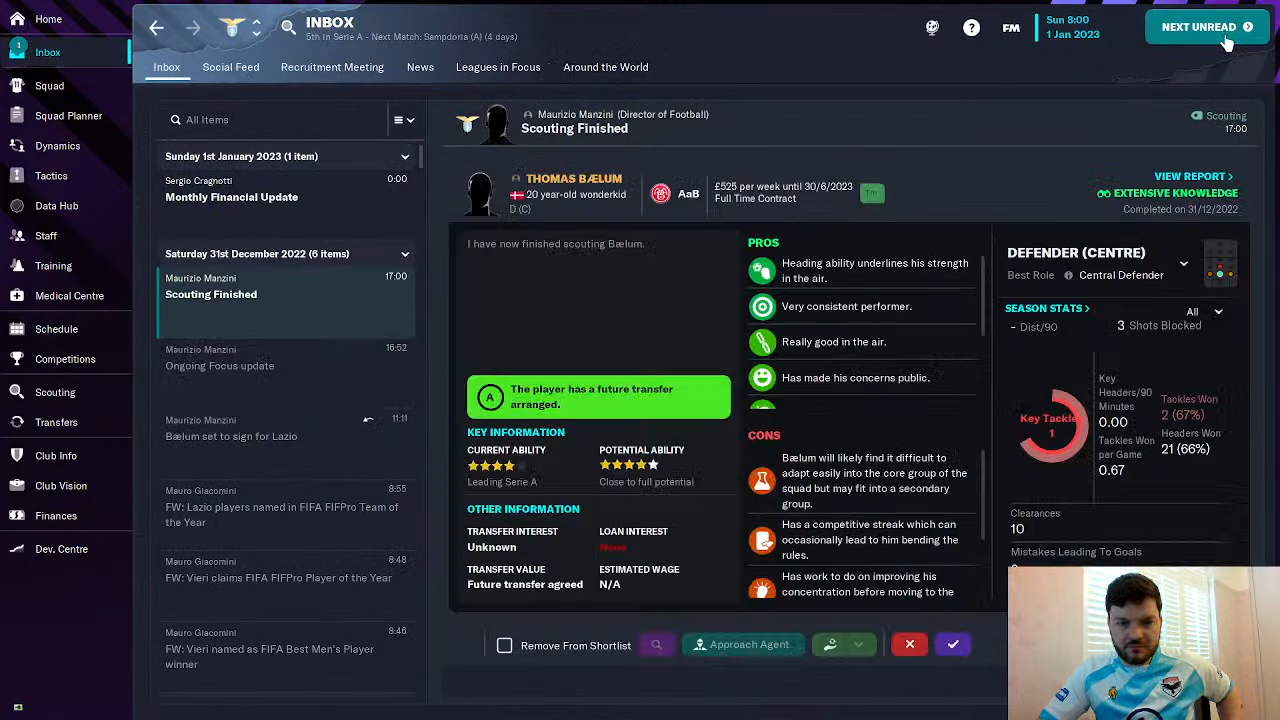 Home
1
Inbox
Squad
Squad Planner
Dynamics
Tactics
Data Hub
Staff
Training
Medical Centre
Schedule
Competitions
Scouting
Transfers
Club Info
Club Vision
Finances
Dev. Centre
INBOX
5th in Serie A - Next Match: Sampdoria (A) (4 days)
?
FM
Sun 8:00
1 Jan 2023
NEXT UNREAD
Inbox
Social Feed
Recruitment Meeting
News
Leagues in Focus
Around the World
All Items
Sunday 1st January 2023 (1 item)
Sergio Cragnotti
0:00
Monthly Financial Update
Saturday 31st December 2022 (6 items)
Maurizio Manzini
17:00
Scouting Finished
Maurizio Manzini
16:52
Ongoing Focus update
Maurizio Manzini
11:11
Bælum set to sign for Lazio
Mauro Giacomini
8:55
FW: Lazio players named in FIFA FIFPro Team of
the Year
Mauro Giacomini
8:48
FW: Vieri claims FIFA FIFPro Player of the Year
Mauro Giacomini
8:46
FW: Vieri named as FIFA Best Men's Player
winner
Maurizio Manzini (Director of Football)
Scouting Finished
Scouting
17:00
THOMAS BÆLUM
20 year-old wonderkid
D (C)
AaB
£525 per week until 30/6/2023
Full Time Contract
Trn
VIEW REPORT >
EXTENSIVE KNOWLEDGE
Completed on 31/12/2022
I have now finished scouting Bælum.
A
The player has a future transfer
arranged.
KEY INFORMATION
CURRENT ABILITY
POTENTIAL ABILITY
Leading Serie A
Close to full potential
OTHER INFORMATION
TRANSFER INTEREST
LOAN INTEREST
Unknown
None
TRANSFER VALUE
ESTIMATED WAGE
Future transfer agreed
N/A
PROS
Heading ability underlines his strength
in the air.
Very consistent performer.
Really good in the air.
Has made his concerns public.
CONS
Bælum will likely find it difficult to
adapt easily into the core group of the
squad but may fit into a secondary
group.
Has a competitive streak which can
occasionally lead to him bending the
rules.
Has work to do on improving his
concentration before moving to the
DEFENDER (CENTRE)
Best Role
Central Defender
SEASON STATS >
All
- Dist/90
3 Shots Blocked
Key Tackle
1
Key
Headers/90
Minutes
0.00
Tackles Won
per Game
0.67
Tackles Won
2 (67%)
Headers Won
21 (66%)
Clearances
10
Mistakes Leading To Goals
Remove From Shortlist
Approach Agent